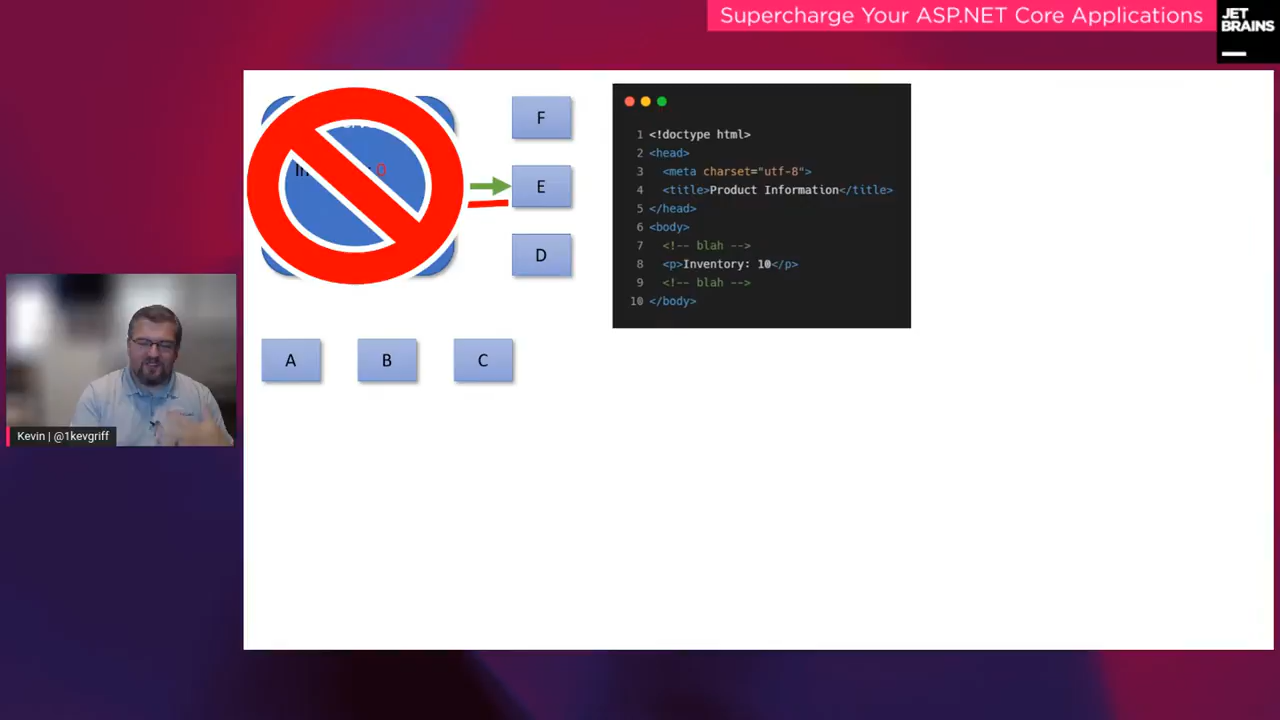 Supercharge Your ASP.NET Core Applications
JET
BRAINS
F
E
D
0
1 <!doctype html>
2 <head>
3   <meta charset="utf-8">
4   <title>Product Information</title>
5 </head>
6 <body>
7   <!-- blah -->
8   <p>Inventory: 10</p>
9   <!-- blah -->
10 </body>
A B C
Kevin | @1kevgriff